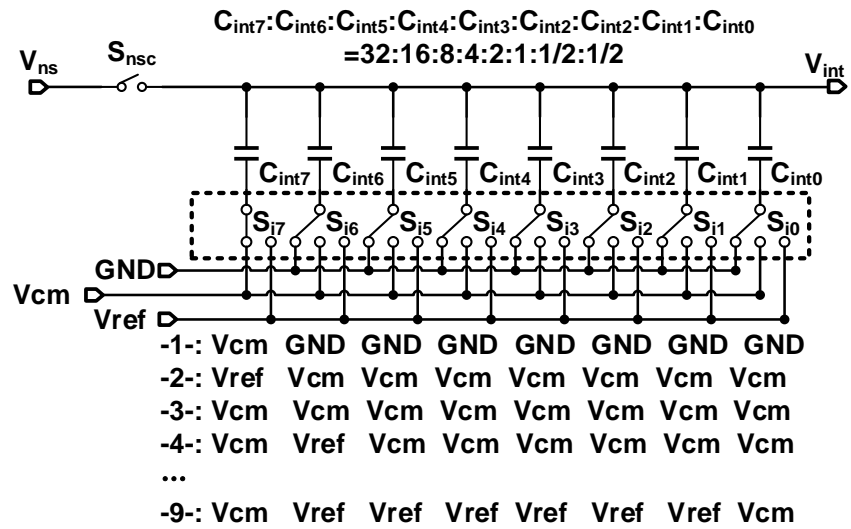 Cint7:Cint6:Cint5:Cint4:Cint3:Cint2:Cint2:Cint1:Cint0
=32:16:8:4:2:1:1/2:1/2
Vns Snsc Vint
Cint7 Cint6 Cint5 Cint4 Cint3 Cint2 Cint1 Cint0
Si7 Si6 Si5 Si4 Si3 Si2 Si1 Si0
GND
Vcm
Vref
-1-: Vcm GND GND GND GND GND GND GND
-2-: Vref Vcm Vcm Vcm Vcm Vcm Vcm Vcm
-3-: Vcm Vcm Vcm Vcm Vcm Vcm Vcm Vcm
-4-: Vcm Vref Vcm Vcm Vcm Vcm Vcm Vcm
...
-9-: Vcm Vref Vref Vref Vref Vref Vref Vcm